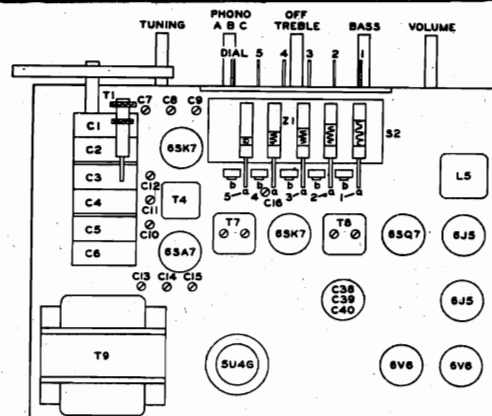 TUNING
PHONO
A B C
OFF
TREBLE
BASS
VOLUME
DIAL 5 4 3 2 1
T1
C7 C8 C9
C1
C2
C3
C4
C5
C6
6SK7
Z1
S2
C12
C11
C10
T4
b b b b b
5 a 4 a 3 a 2 a 1 a
C16
L5
T7
6SK7
T8
6SQ7
6J5
6SA7
C13 C14 C15
C38
C39
C40
6J5
T9
5U4G
6V6
6V6